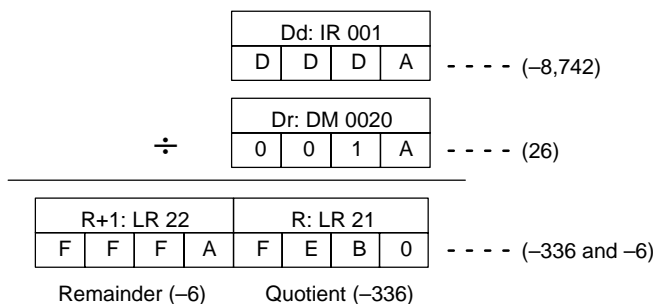 Dd: IR 001
D D D A - - - - (–8,742)
Dr: DM 0020
÷ 0 0 1 A - - - - (26)
R+1: LR 22 R: LR 21
F F F A F E B 0 - - - - (–336 and –6)
Remainder (–6) Quotient (–336)